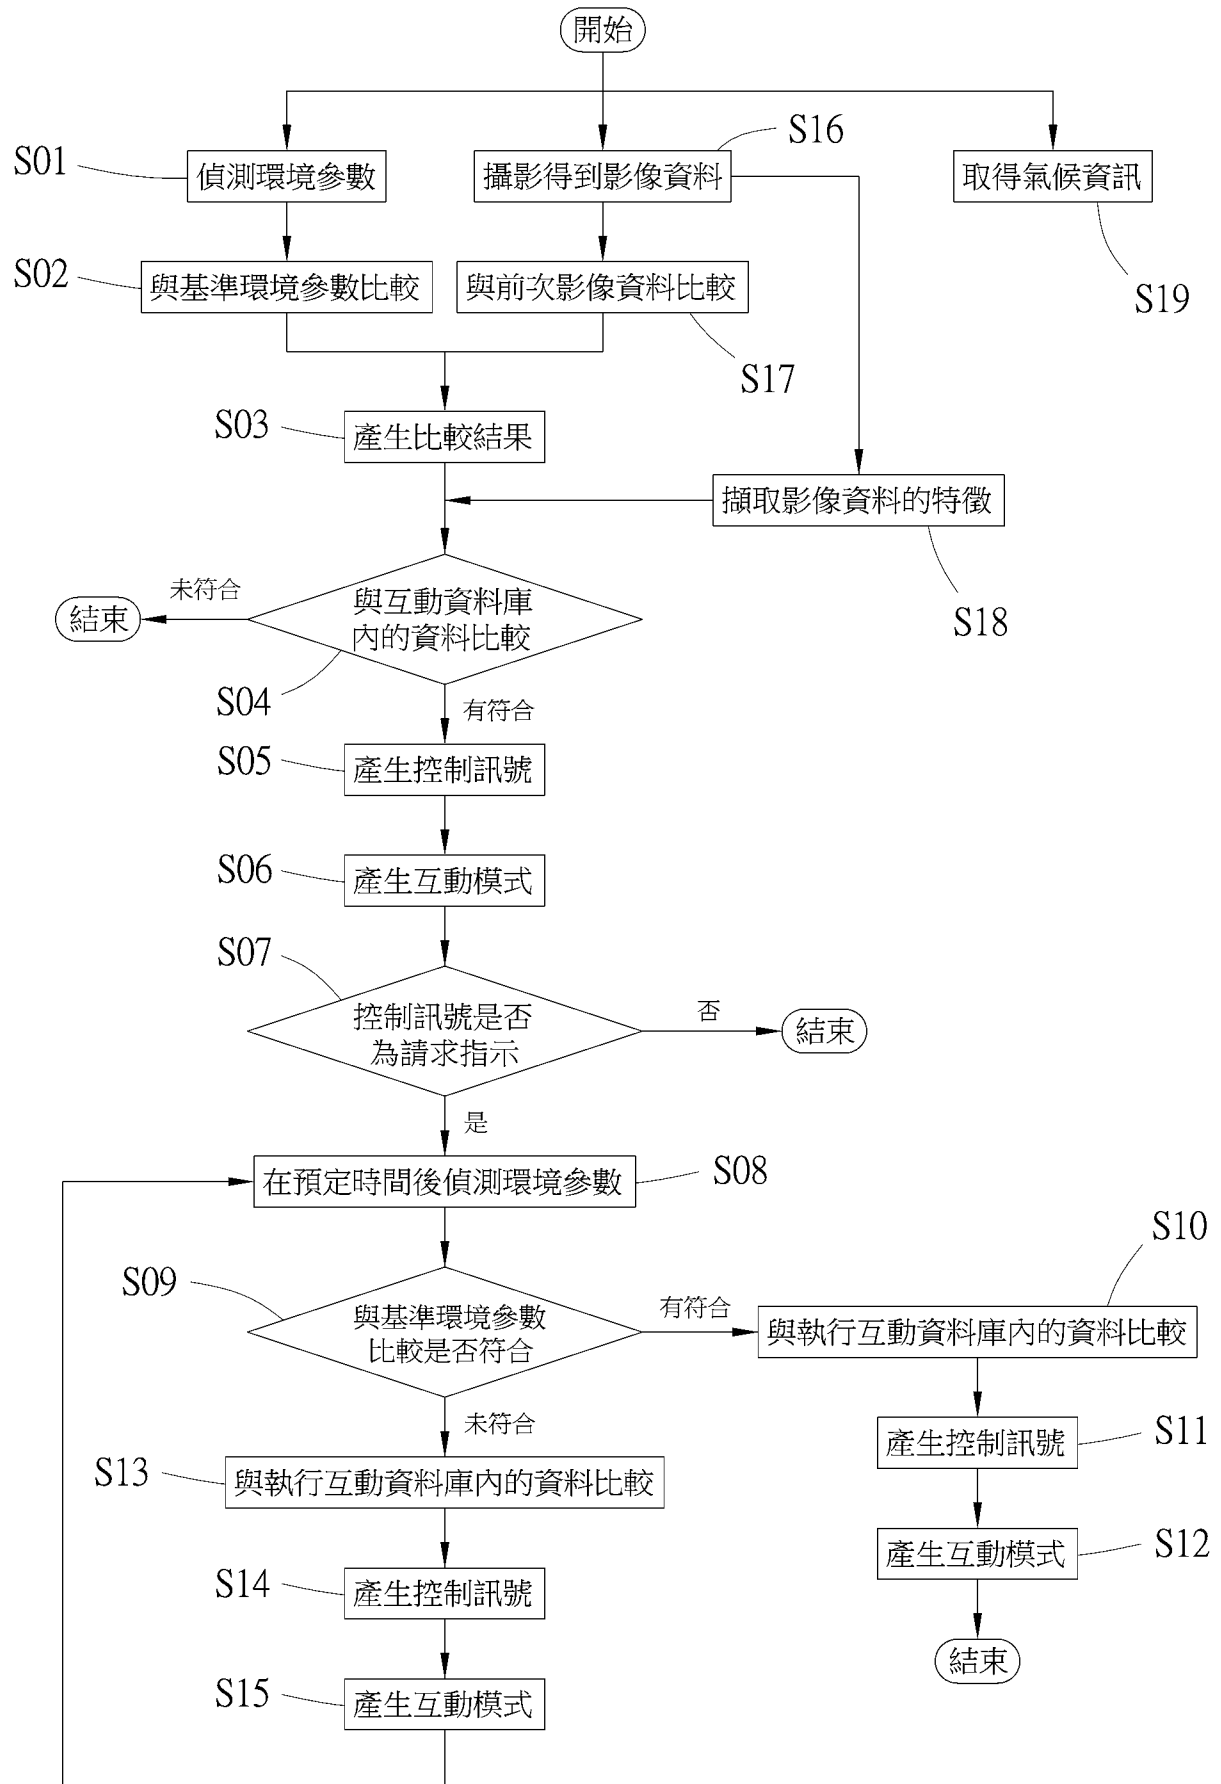 開始
S01
偵測環境參數
S16
攝影得到影像資料
取得氣候資訊
S19
S02
與基準環境參數比較
與前次影像資料比較
S17
S03
產生比較結果
擷取影像資料的特徵
S18
未符合
結束
與互動資料庫
內的資料比較
S04
有符合
S05
產生控制訊號
S06
產生互動模式
S07
控制訊號是否
為請求指示
否
結束
是
在預定時間後偵測環境參數
S08
S09
與基準環境參數
比較是否符合
有符合
S10
與執行互動資料庫內的資料比較
未符合
S11
產生控制訊號
S13
與執行互動資料庫內的資料比較
S12
產生互動模式
S14
產生控制訊號
結束
S15
產生互動模式